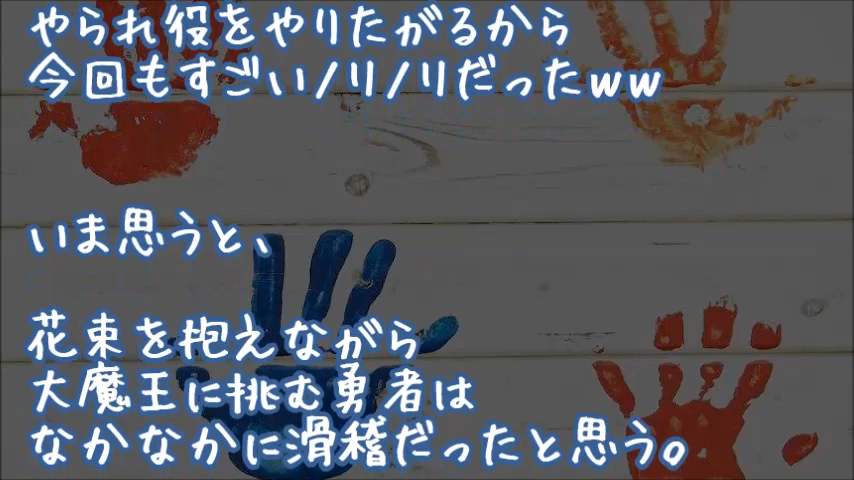 やられ役をやりたがるから
今回もすごいノリノリだったww
いま思うと、
花束を抱えながら
大魔王に挑む勇者は
なかなかに滑稽だったと思う。